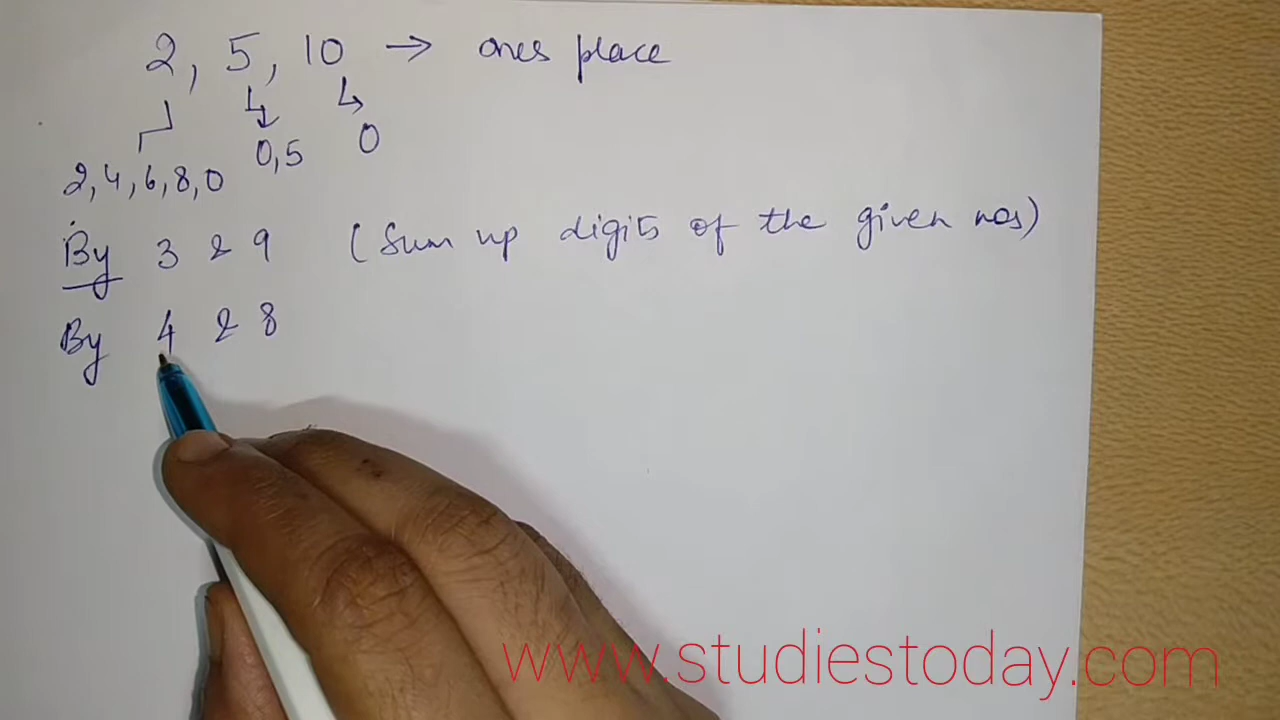 2, 5, 10 → ones place
0,5 0
2,4,6,8,0
By 3 & 9 (Sum up digits of the given nos)
By 4 & 8
www.studiestoday.com